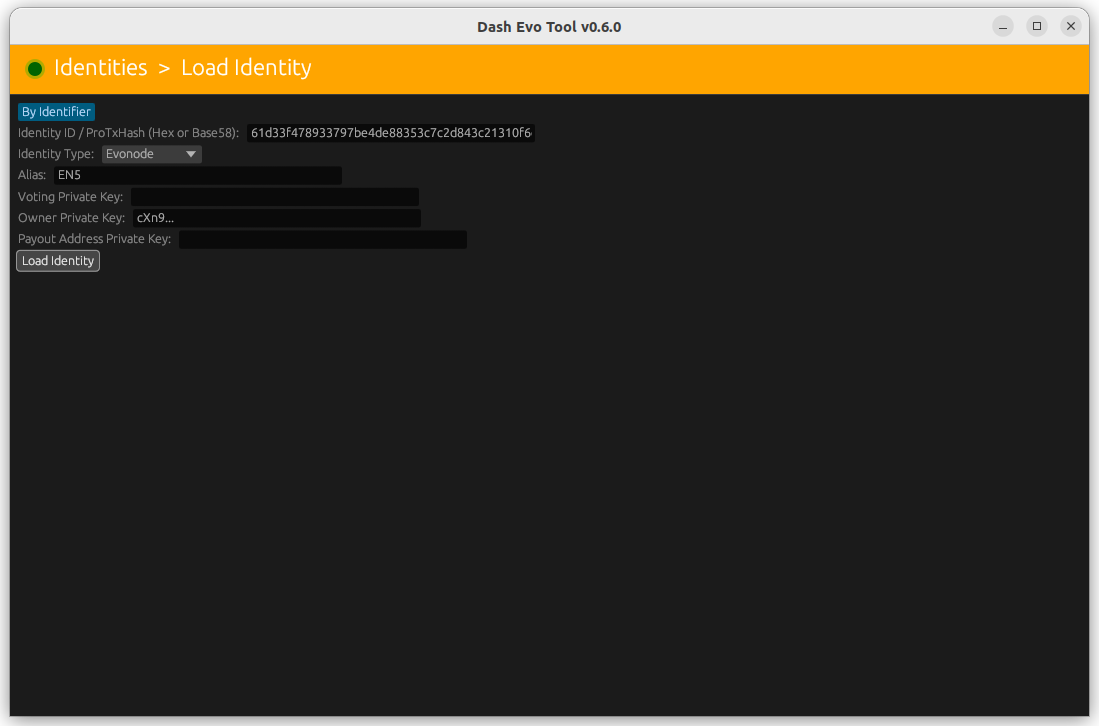 Dash Evo Tool v0.6.0
Identities > Load Identity
By Identifier
Identity ID / ProTxHash (Hex or Base58): 61d33f478933797be4de88353c7c2d843c21310f6
Identity Type: Evonode
Alias: EN5
Voting Private Key:
Owner Private Key: cXn9...
Payout Address Private Key:
Load Identity